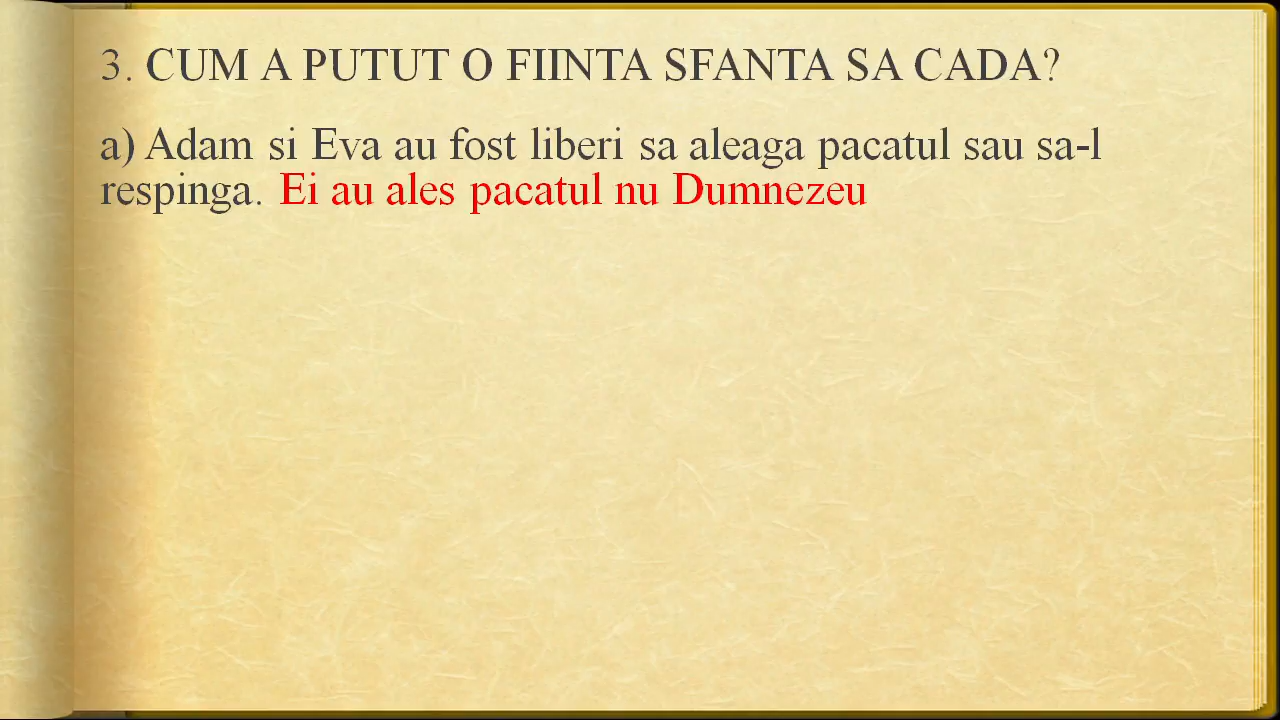 3. CUM A PUTUT O FIINTA SFANTA SA CADA?
a) Adam si Eva au fost liberi sa aleaga pacatul sau sa-l
respinga. Ei au ales pacatul nu Dumnezeu